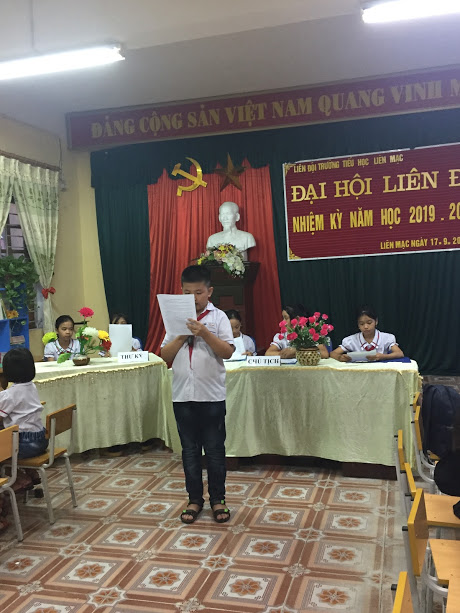 ĐẢNG CỘNG SẢN VIỆT NAM QUANG VINH
LIÊN ĐỘI TRƯỜNG TIỂU HỌC LIÊN MẠC
ĐẠI HỘI LIÊN Đ
NHIỆM KỲ NĂM HỌC 2019 - 20
LIÊN MẠC NGÀY 17 - 9 - 20
THƯ KÝ
CHỦ TỊCH